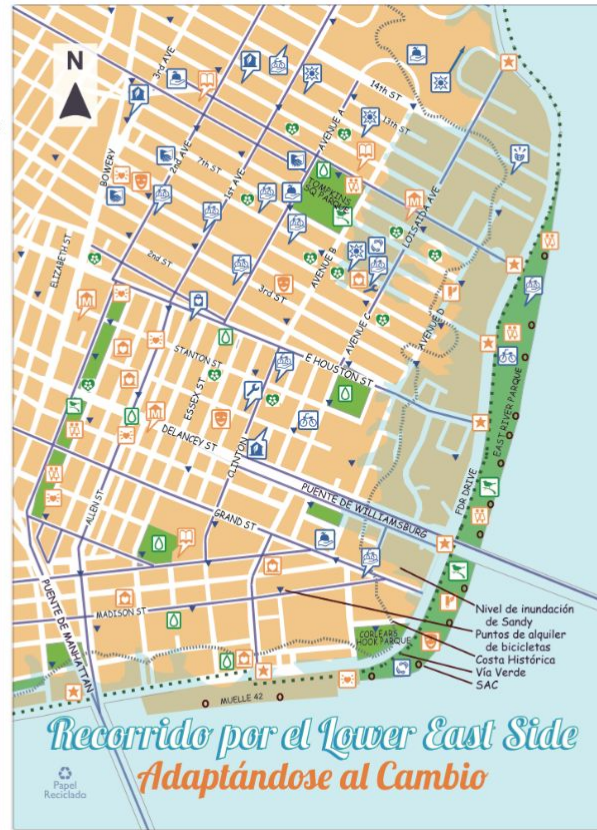 N
3RD AVE
BOWERY
2ND AVE
7TH ST
1ST AVE
AVENUE A
14TH ST
13TH ST
TOMPKINS
SQ PARQUE
LOISAIDA AVE
ELIZABETH ST
2ND ST
3RD ST
AVENUE B
AVENUE C
AVENUE D
STANTON ST
E HOUSTON ST
ESSEX ST
CLINTON
DELANCEY ST
ALLEN ST
PUENTE DE WILLIAMSBURG
GRAND ST
FDR DRIVE
EAST RIVER PARQUE
MADISON ST
PUENTE DE MANHATTAN
CORLEARS
HOOK PARQUE
MUELLE 42
Nivel de inundación
de Sandy
Puntos de alquiler
de bicicletas
Costa Histórica
Vía Verde
SAC
Recorrido por el Lower East Side
Adaptándose al Cambio
Papel
Reciclado